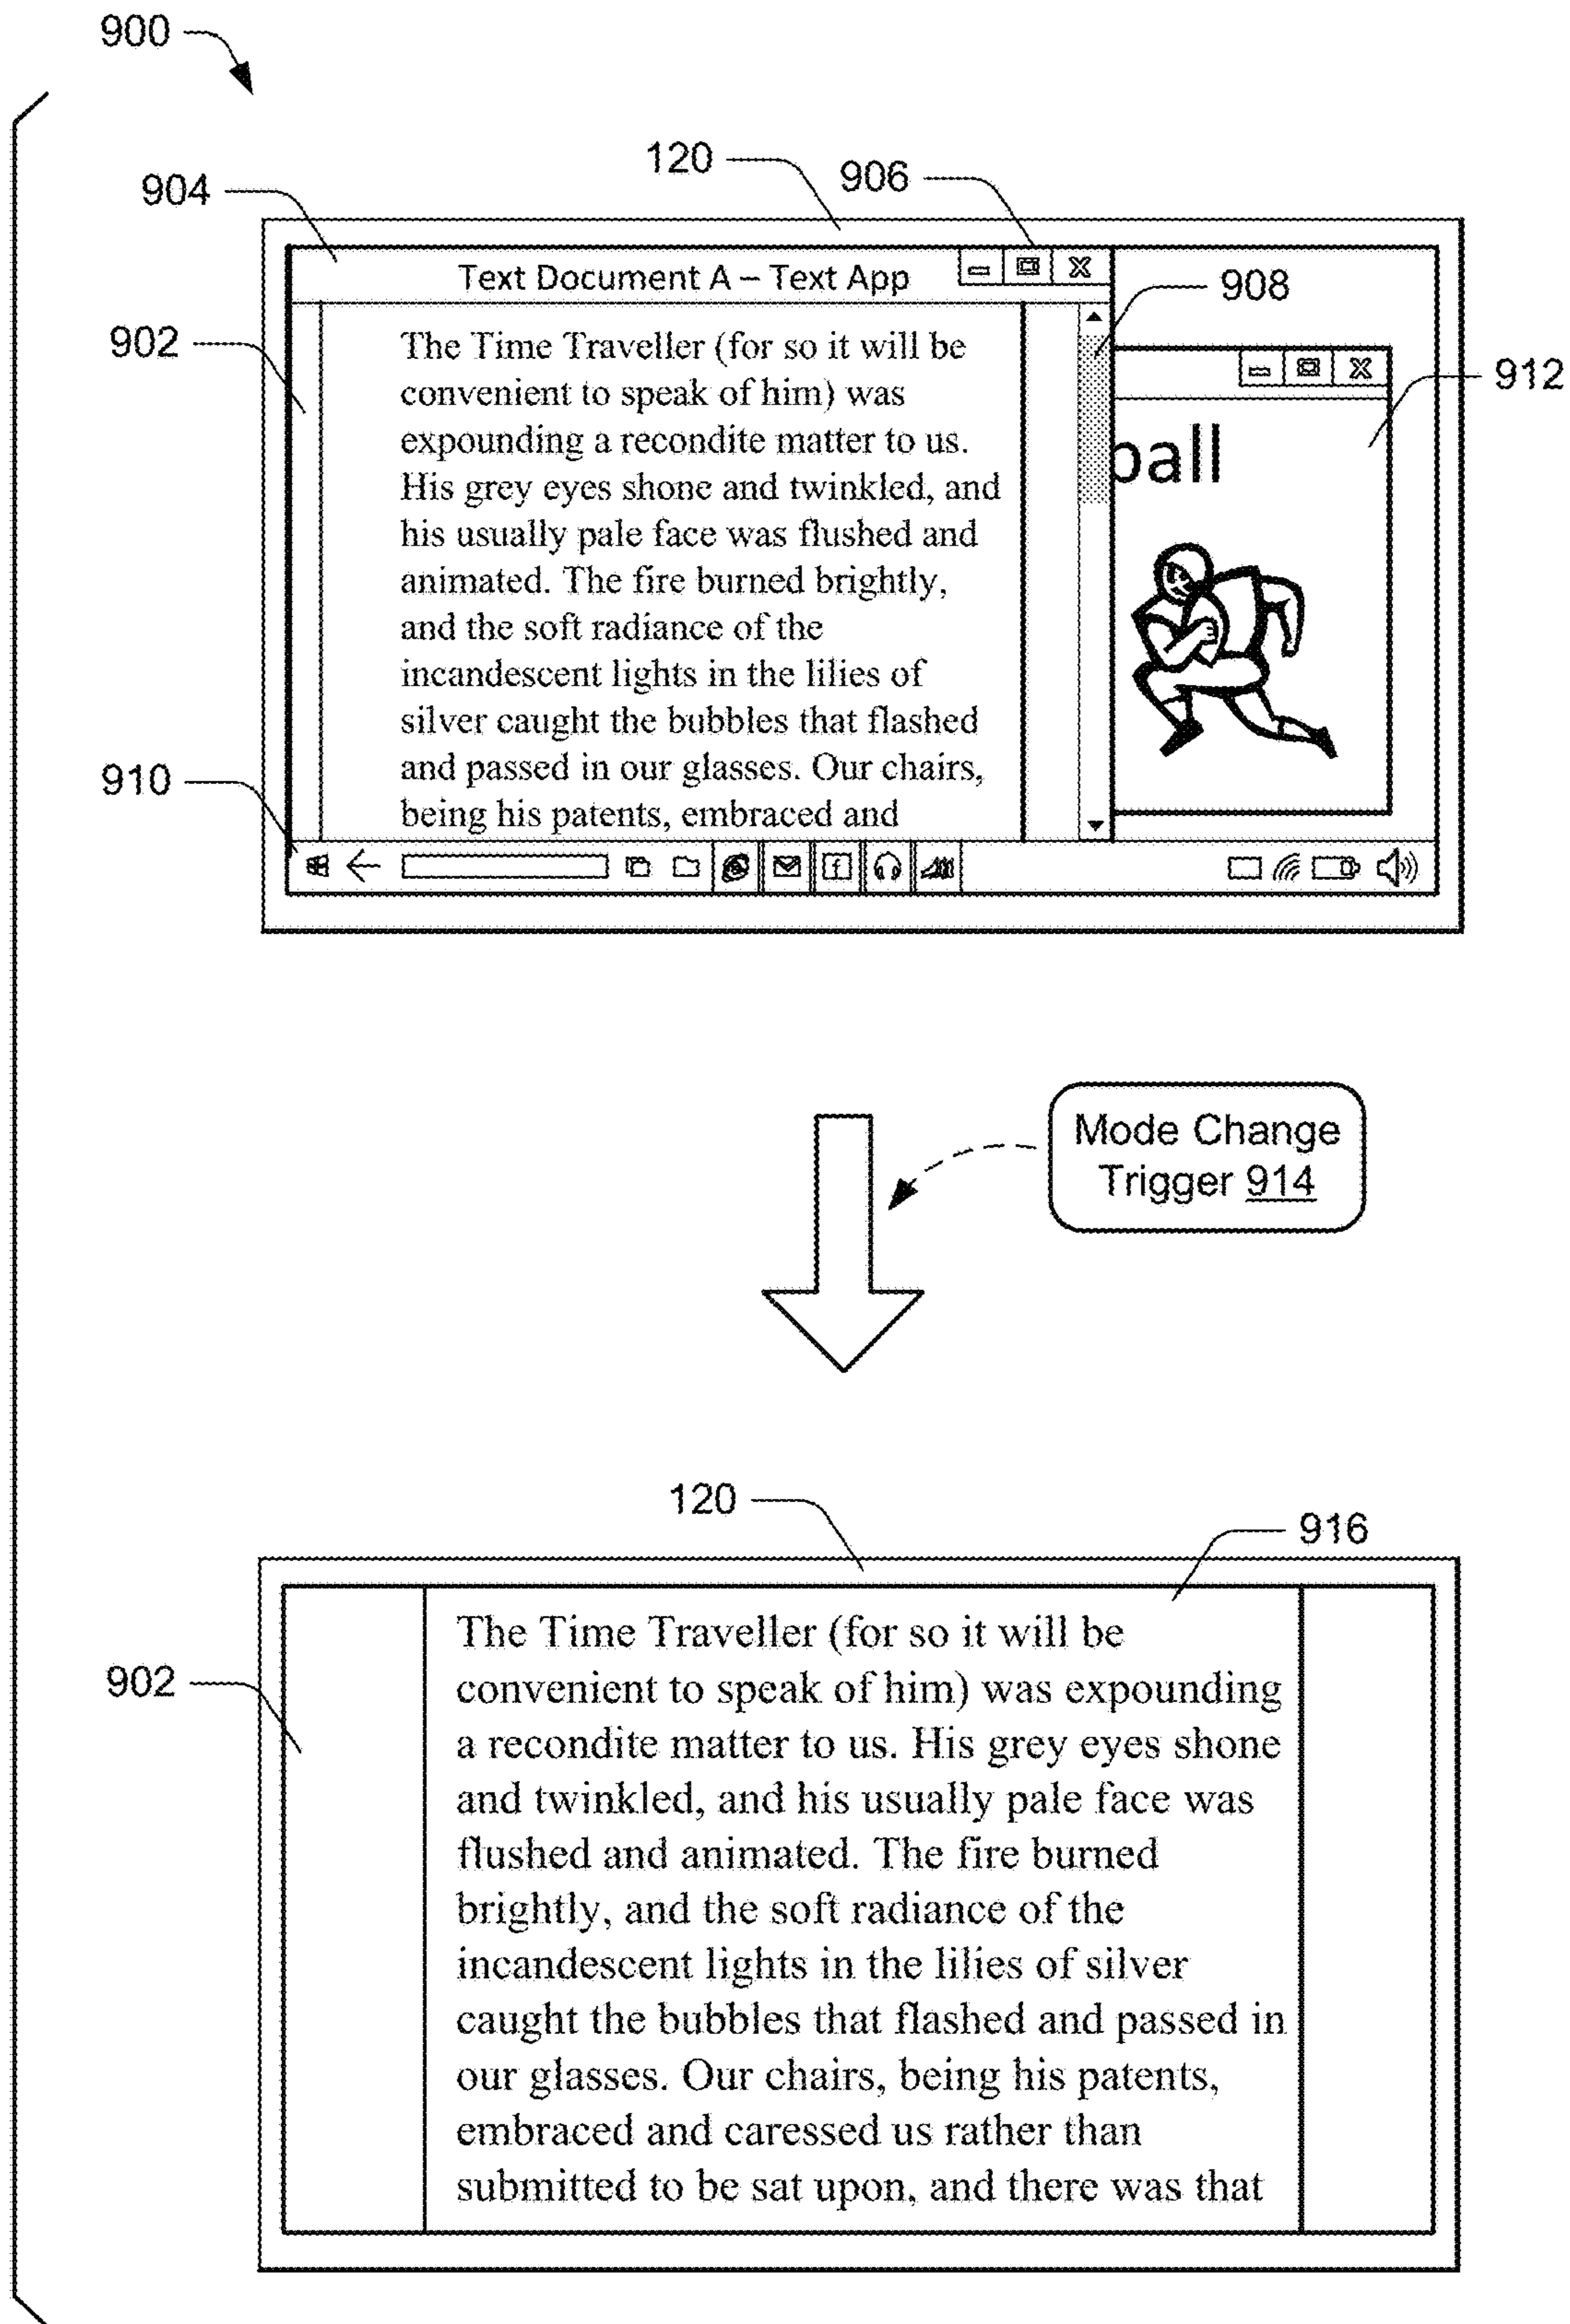 900
120
906
904
Text Document A – Text App
908
902
The Time Traveller (for so it will be
convenient to speak of him) was
expounding a recondite matter to us.
His grey eyes shone and twinkled, and
his usually pale face was flushed and
animated. The fire burned brightly,
and the soft radiance of the
incandescent lights in the lilies of
silver caught the bubbles that flashed
and passed in our glasses. Our chairs,
being his patents, embraced and
912
ball
910
f
Mode Change
Trigger 914
120
916
902
The Time Traveller (for so it will be
convenient to speak of him) was expounding
a recondite matter to us. His grey eyes shone
and twinkled, and his usually pale face was
flushed and animated. The fire burned
brightly, and the soft radiance of the
incandescent lights in the lilies of silver
caught the bubbles that flashed and passed in
our glasses. Our chairs, being his patents,
embraced and caressed us rather than
submitted to be sat upon, and there was that